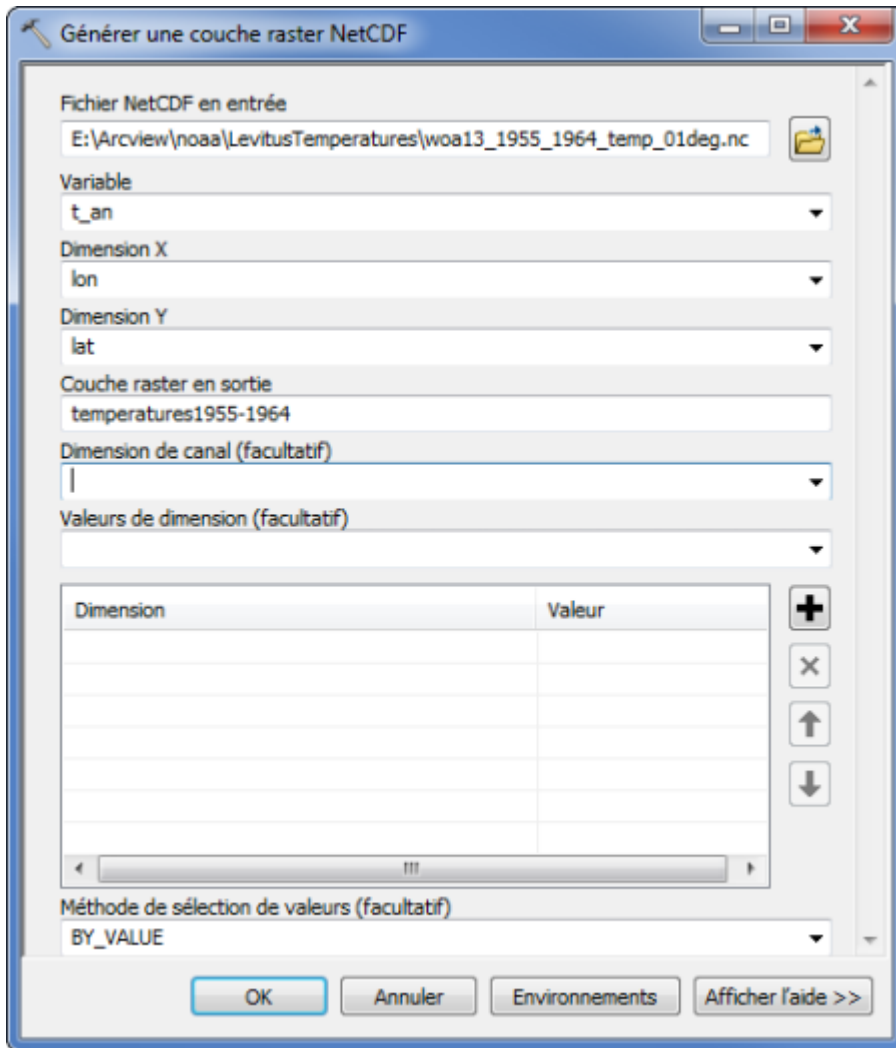 Générer une couche raster NetCDF
Fichier NetCDF en entrée
E:\Arcview\noaa\LevitusTemperatures\woa13_1955_1964_temp_01deg.nc
Variable
t_an
Dimension X
lon
Dimension Y
lat
Couche raster en sortie
temperatures1955-1964
Dimension de canal (facultatif)
Valeurs de dimension (facultatif)
Dimension Valeur
Méthode de sélection de valeurs (facultatif)
BY_VALUE
OK Annuler Environnements Afficher l'aide >>